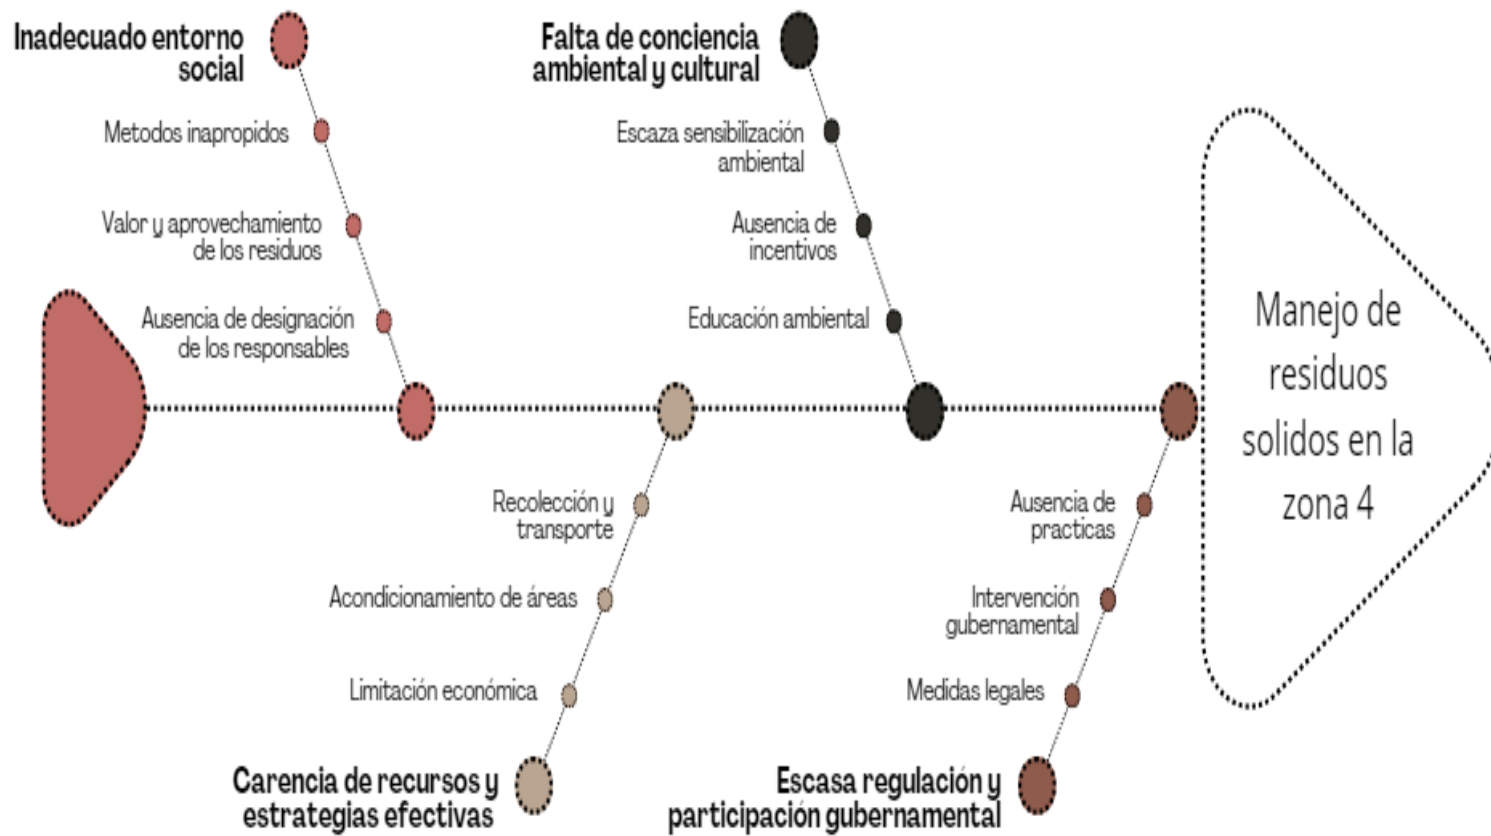 Inadecuado entorno
social
Metodos inapropidos
Valor y aprovechamiento
de los residuos
Ausencia de designación
de los responsables
Falta de conciencia
ambiental y cultural
Escaza sensibilización
ambiental
Ausencia de
incentivos
Educación ambiental
Recolección y
transporte
Acondicionamiento de áreas
Limitación económica
Carencia de recursos y
estrategias efectivas
Ausencia de
practicas
Intervención
gubernamental
Medidas legales
Escasa regulación y
participación gubernamental
Manejo de
residuos
solidos en la
zona 4